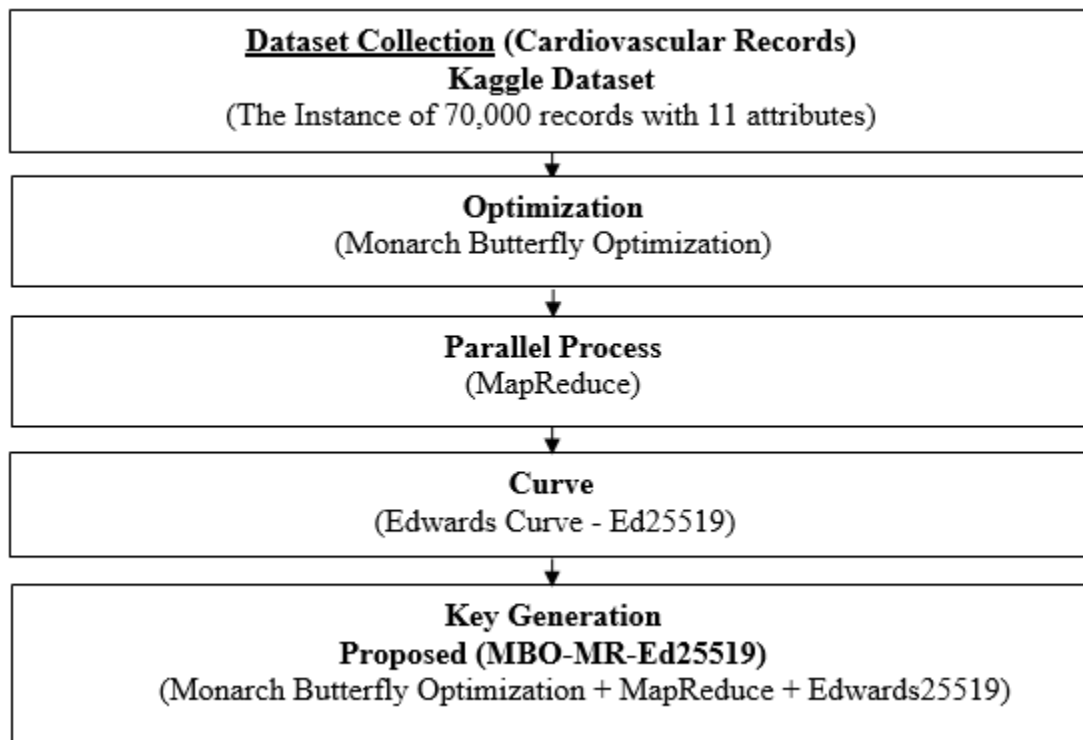 Dataset Collection (Cardiovascular Records)
Kaggle Dataset
(The Instance of 70,000 records with 11 attributes)
Optimization
(Monarch Butterfly Optimization)
Parallel Process
(MapReduce)
Curve
(Edwards Curve - Ed25519)
Key Generation
Proposed (MBO-MR-Ed25519)
(Monarch Butterfly Optimization + MapReduce + Edwards25519)